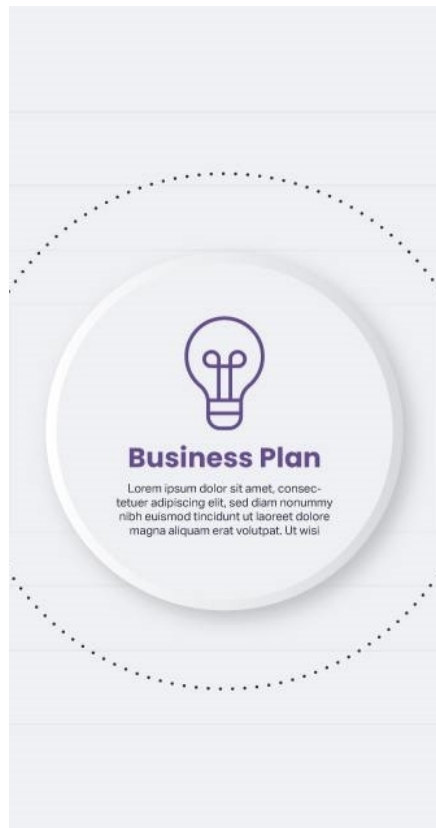 Business Plan
Lorem ipsum dolor sit amet, consec-
tetuer adipiscing elit, sed diam nonummy
nibh euismod tincidunt ut laoreet dolore
magna aliquam erat volutpat. Ut wisi